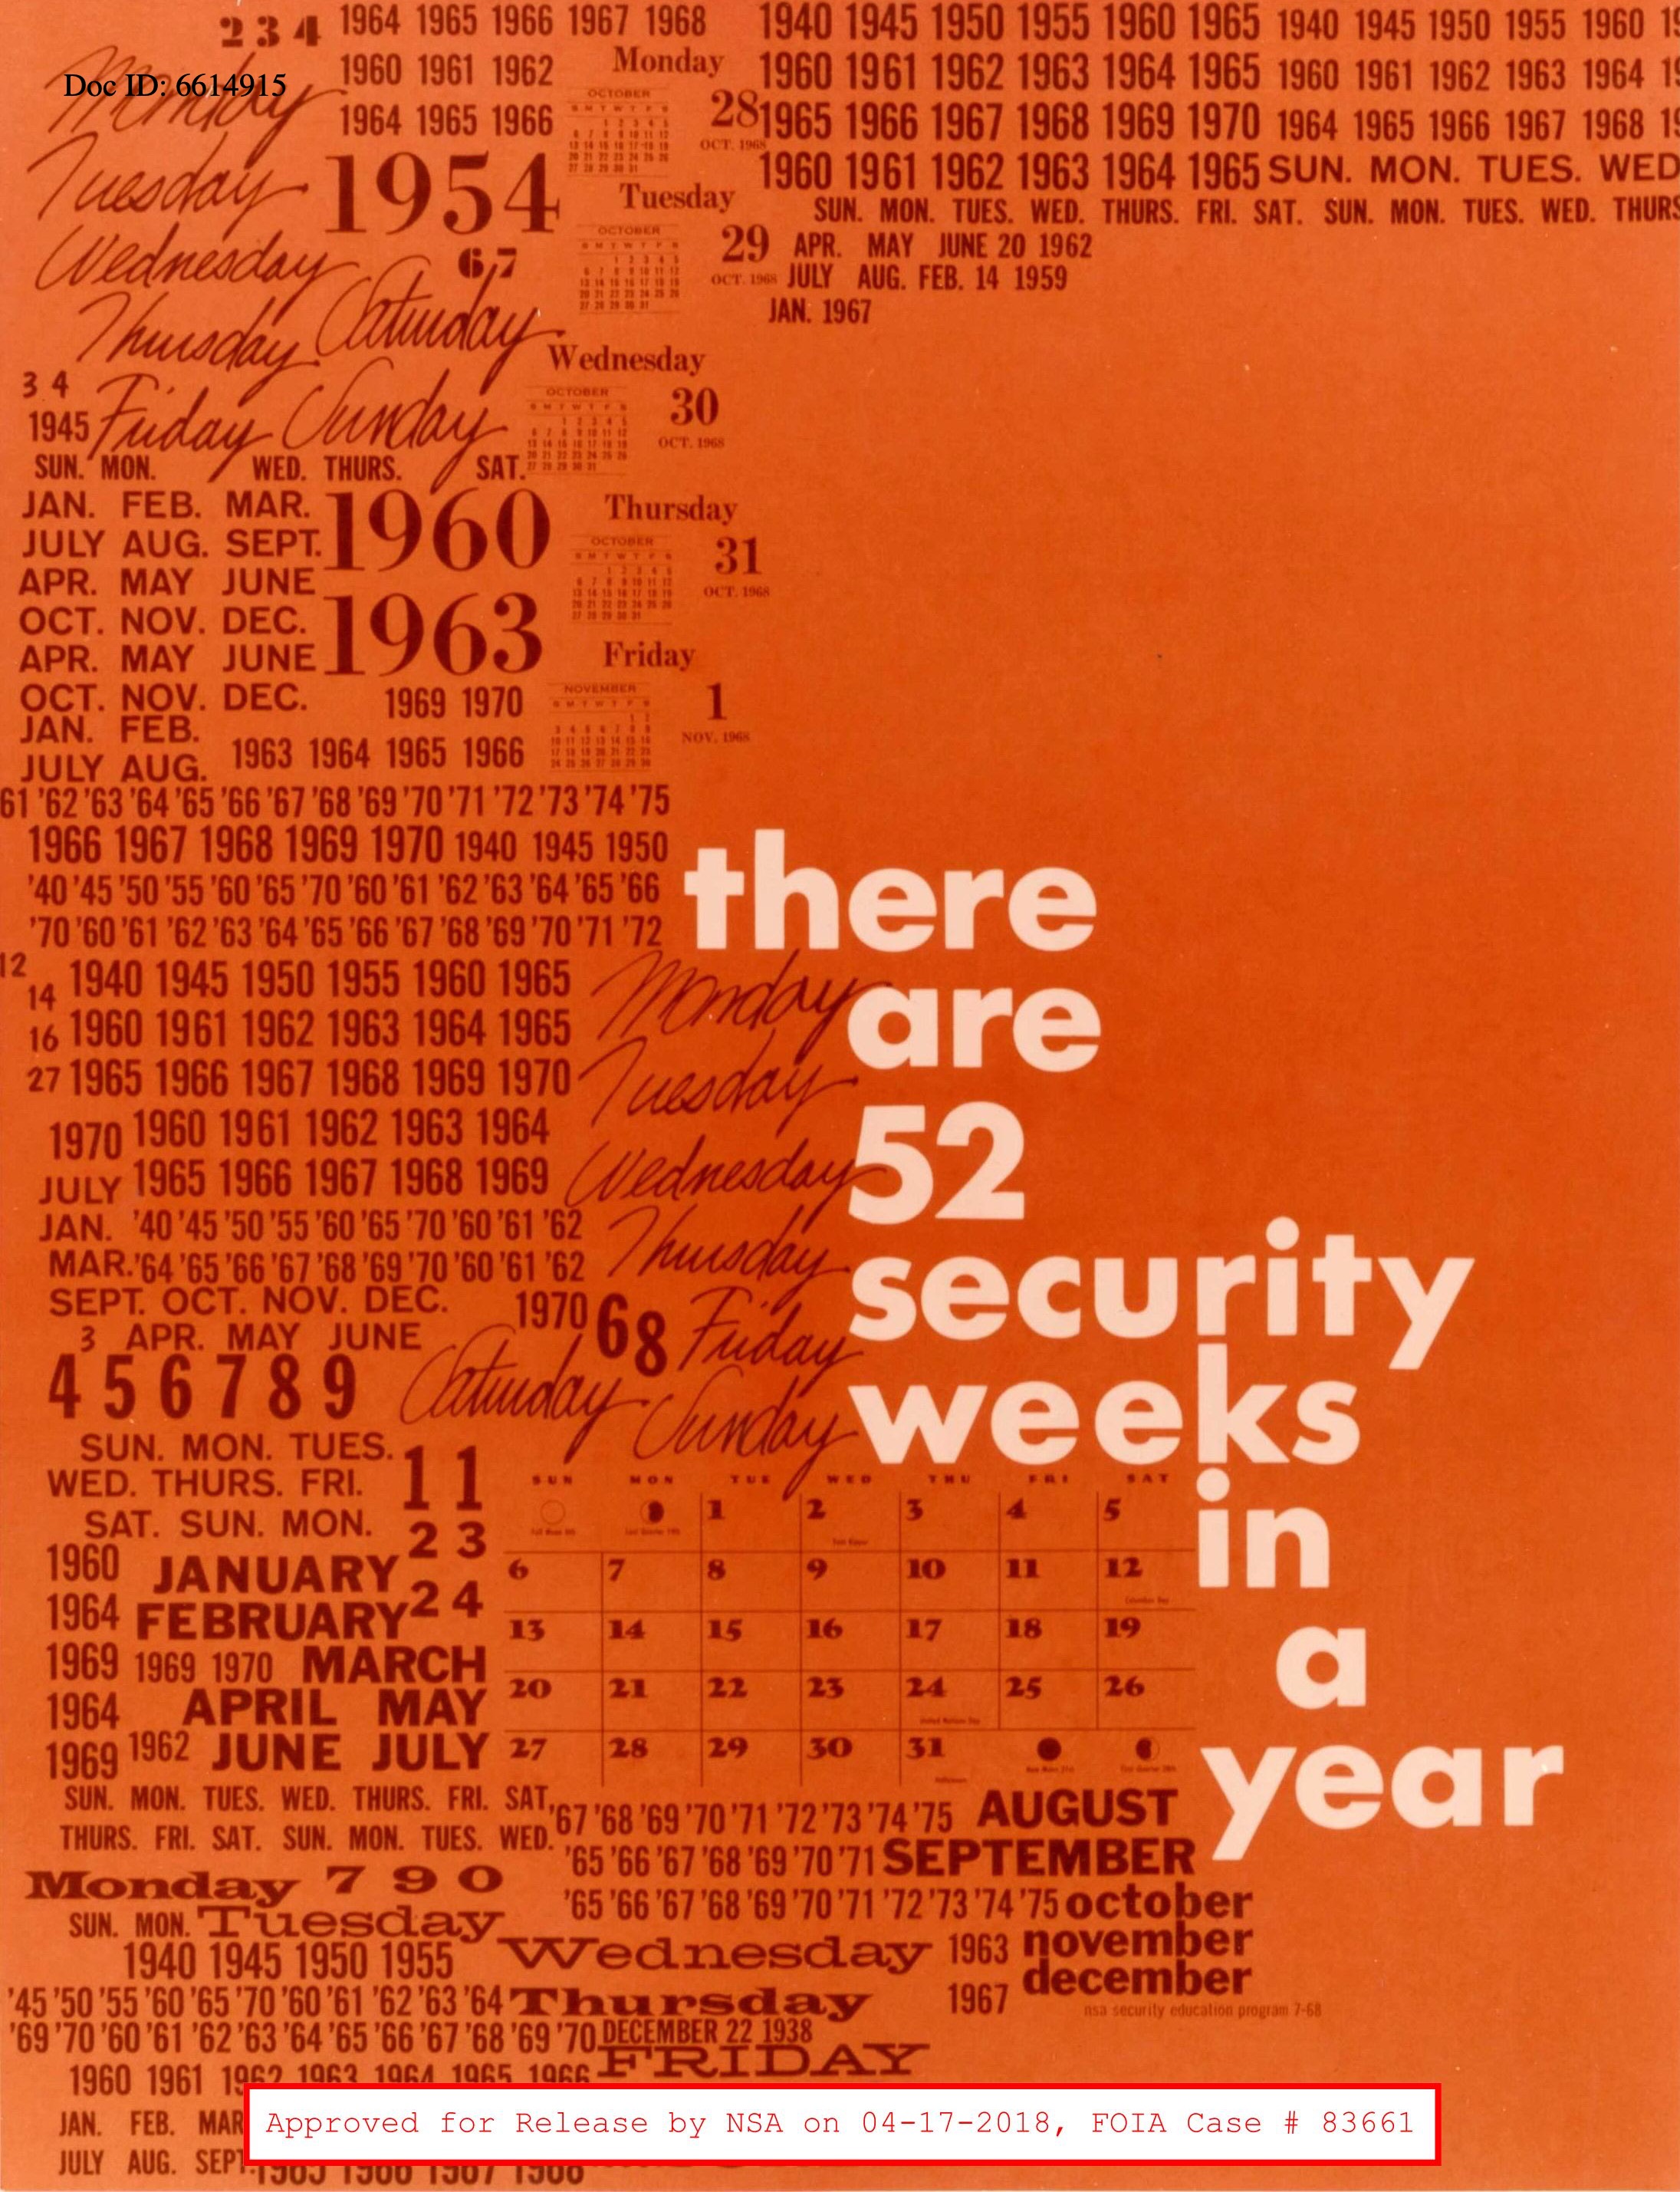 2 3 4 1964 1965 1966 1967 1968 1940 1945 1950 1955 1960 1965 1940 1945 1950 1955 1960
Doc ID: 6614915
Monday 1960 1961 1962 Monday 1960 1961 1962 1963 1964 1965 1960 1961 1962 1963 1964
1964 1965 1966 OCTOBER 28 OCT. 1968 1965 1966 1967 1968 1969 1970 1964 1965 1966 1967 1968
Tuesday 1954 1960 1961 1962 1963 1964 1965 SUN. MON. TUES. WED
Tuesday SUN. MON. TUES. WED. THURS. FRI. SAT. SUN. MON. TUES. WED. THURS
Wednesday 6,7 OCTOBER 29 OCT. 1968 APR. MAY JUNE 20 1962
JULY AUG. FEB. 14 1959
JAN. 1967
Thursday Saturday
Wednesday
3 4
1945 Friday Sunday OCTOBER 30 OCT. 1968
SUN. MON. WED. THURS. SAT.
JAN. FEB. MAR. 1960 Thursday
JULY AUG. SEPT. OCTOBER 31 OCT. 1968
APR. MAY JUNE
OCT. NOV. DEC. 1963
APR. MAY JUNE Friday
OCT. NOV. DEC. 1969 1970 NOVEMBER 1 NOV. 1968
JAN. FEB.
JULY AUG. 1963 1964 1965 1966
61 '62 '63 '64 '65 '66 '67 '68 '69 '70 '71 '72 '73 '74 '75
1966 1967 1968 1969 1970 1940 1945 1950
'40 '45 '50 '55 '60 '65 '70 '60 '61 '62 '63 '64 '65 '66
'70 '60 '61 '62 '63 '64 '65 '66 '67 '68 '69 '70 '71 '72
there
are
52
security
weeks
in
a
year
12
14 1940 1945 1950 1955 1960 1965 Monday
16 1960 1961 1962 1963 1964 1965
27 1965 1966 1967 1968 1969 1970 Tuesday
1970 1960 1961 1962 1963 1964
JULY 1965 1966 1967 1968 1969 Wednesday
JAN. '40 '45 '50 '55 '60 '65 '70 '60 '61 '62
MAR. '64 '65 '66 '67 '68 '69 '70 '60 '61 '62 Thursday
SEPT. OCT. NOV. DEC. 1970 68 Friday
3 APR. MAY JUNE
4 5 6 7 8 9 Saturday Sunday
SUN. MON. TUES. 11
WED. THURS. FRI.
SAT. SUN. MON. 2 3
1960 JANUARY
1964 FEBRUARY 2 4
1969 1969 1970 MARCH
1964 APRIL MAY
1969 1962 JUNE JULY
SUN MON TUE WED THU FRI SAT
1 2 3 4 5
6 7 8 9 10 11 12
Columbus Day
13 14 15 16 17 18 19
20 21 22 23 24 25 26
United Nations Day
27 28 29 30 31
SUN. MON. TUES. WED. THURS. FRI. SAT. '67 '68 '69 '70 '71 '72 '73 '74 '75 AUGUST
THURS. FRI. SAT. SUN. MON. TUES. WED. '65 '66 '67 '68 '69 '70 '71 SEPTEMBER
Monday 7 9 0 '65 '66 '67 '68 '69 '70 '71 '72 '73 '74 '75 october
SUN. MON. Tuesday
1940 1945 1950 1955 Wednesday 1963 november
december
'45 '50 '55 '60 '65 '70 '60 '61 '62 '63 '64 Thursday 1967
nsa security education program 7-68
'69 '70 '60 '61 '62 '63 '64 '65 '66 '67 '68 '69 '70 DECEMBER 22 1938
FRIDAY
1960 1961 1962 1963 1964 1965 1966
JAN. FEB. MAR
Approved for Release by NSA on 04-17-2018, FOIA Case # 83661
JULY AUG. SEPT. 1965 1966 1967 1968